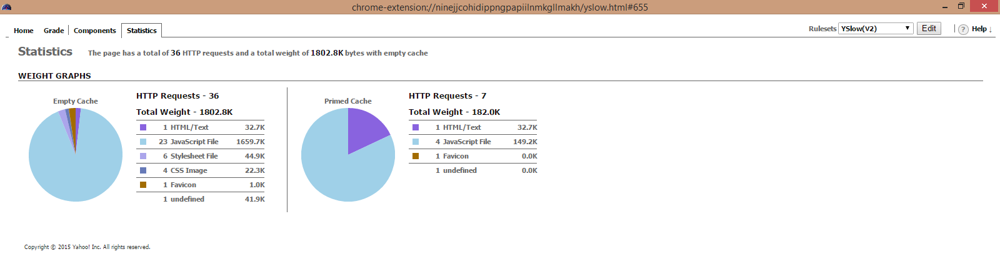 chrome-extension://ninejjcohidippngpapiilnmkgllmakh/yslow.html#655
Home Grade Components Statistics
Rulesets YSlow(V2) Edit ? Help ↓
Statistics The page has a total of 36 HTTP requests and a total weight of 1802.8K bytes with empty cache
WEIGHT GRAPHS
Empty Cache
HTTP Requests - 36
Total Weight - 1802.8K
1 HTML/Text 32.7K
23 JavaScript File 1659.7K
6 Stylesheet File 44.9K
4 CSS Image 22.3K
1 Favicon 1.0K
1 undefined 41.9K
Primed Cache
HTTP Requests - 7
Total Weight - 182.0K
1 HTML/Text 32.7K
4 JavaScript File 149.2K
1 Favicon 0.0K
1 undefined 0.0K
Copyright © 2015 Yahoo! Inc. All rights reserved.